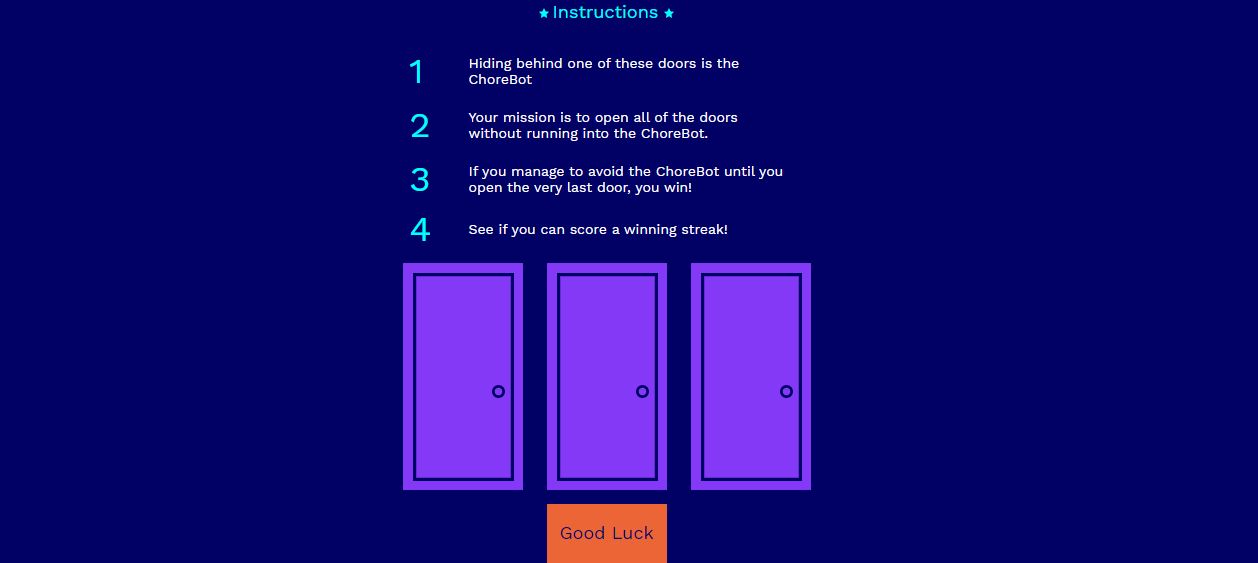 Instructions
1
Hiding behind one of these doors is the
ChoreBot
2
Your mission is to open all of the doors
without running into the ChoreBot.
3
If you manage to avoid the ChoreBot until you
open the very last door, you win!
4
See if you can score a winning streak!
Good Luck